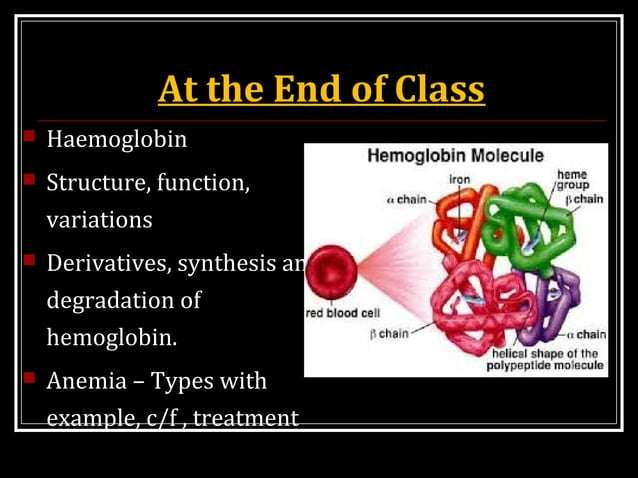 At the End of Class
Haemoglobin
Structure, function,
variations
Derivatives, synthesis an
degradation of
hemoglobin.
Anemia – Types with
example, c/f , treatment
Hemoglobin Molecule
iron
heme
group
α chain
β chain
red blood cell
β chain
α chain
helical shape of the
polypeptide molecule